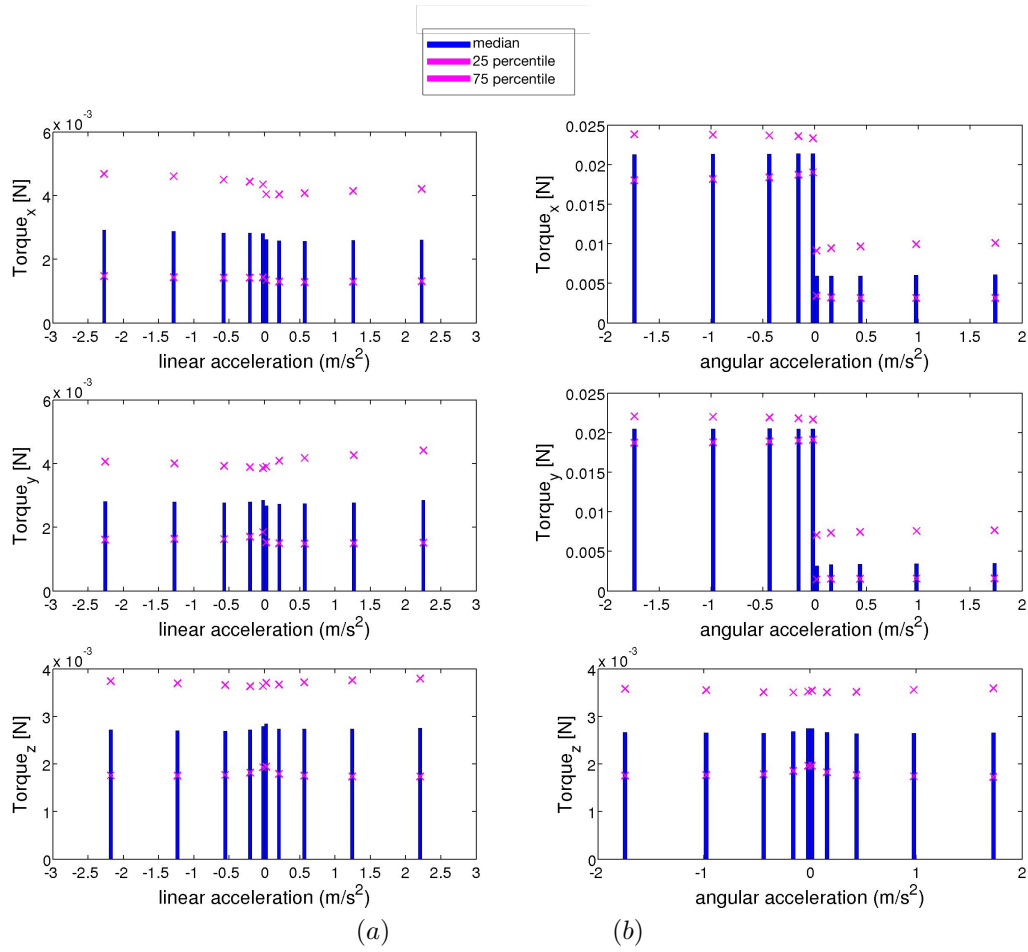 median
25 percentile
75 percentile
x 10^-3
6
4
2
0
Torque_x [N]
-3 -2.5 -2 -1.5 -1 -0.5 0 0.5 1 1.5 2 2.5 3
linear acceleration (m/s^2)
0.025
0.02
0.015
0.01
0.005
0
Torque_x [N]
-2 -1.5 -1 -0.5 0 0.5 1 1.5 2
angular acceleration (m/s^2)
x 10^-3
6
4
2
0
Torque_y [N]
-3 -2.5 -2 -1.5 -1 -0.5 0 0.5 1 1.5 2 2.5 3
linear acceleration (m/s^2)
0.025
0.02
0.015
0.01
0.005
0
Torque_y [N]
-2 -1.5 -1 -0.5 0 0.5 1 1.5 2
angular acceleration (m/s^2)
x 10^-3
4
3
2
1
0
Torque_z [N]
-3 -2.5 -2 -1.5 -1 -0.5 0 0.5 1 1.5 2 2.5 3
linear acceleration (m/s^2)
x 10^-3
4
3
2
1
0
Torque_z [N]
-2 -1 0 1 2
angular acceleration (m/s^2)
(a) (b)